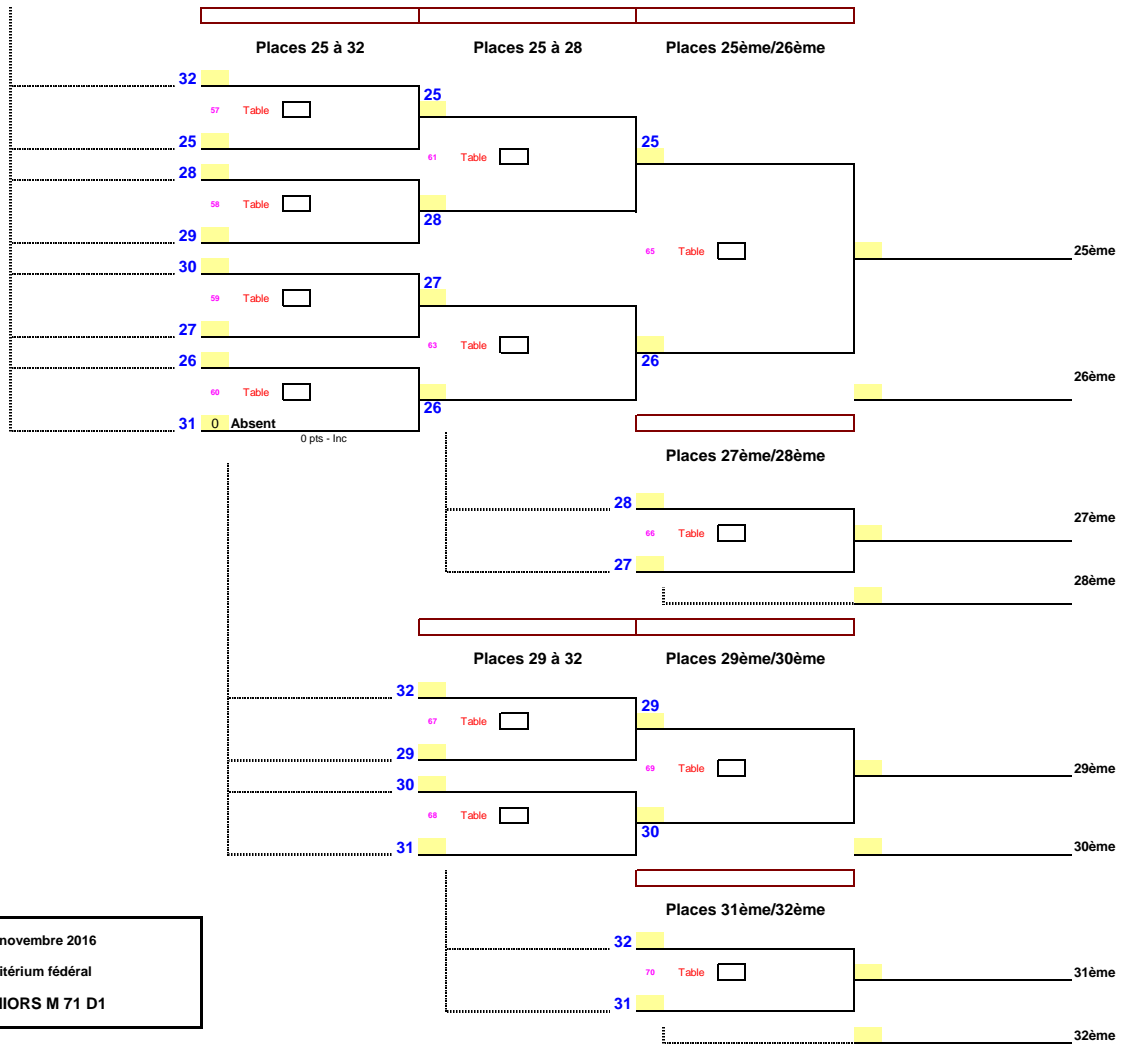 Places 25 à 32 Places 25 à 28 Places 25ème/26ème
32
25
57 Table
25
25
61 Table
28
58 Table
28
29
65 Table
25ème
30
27
59 Table
27
63 Table
26
26
26ème
60 Table
26
31 0 Absent
0 pts - Inc
Places 27ème/28ème
28
27ème
66 Table
27
28ème
Places 29 à 32 Places 29ème/30ème
32
29
67 Table
29
69 Table
29ème
30
68 Table
30
31
30ème
Places 31ème/32ème
novembre 2016
32
itérium fédéral
70 Table
31ème
IIORS M 71 D1
31
32ème